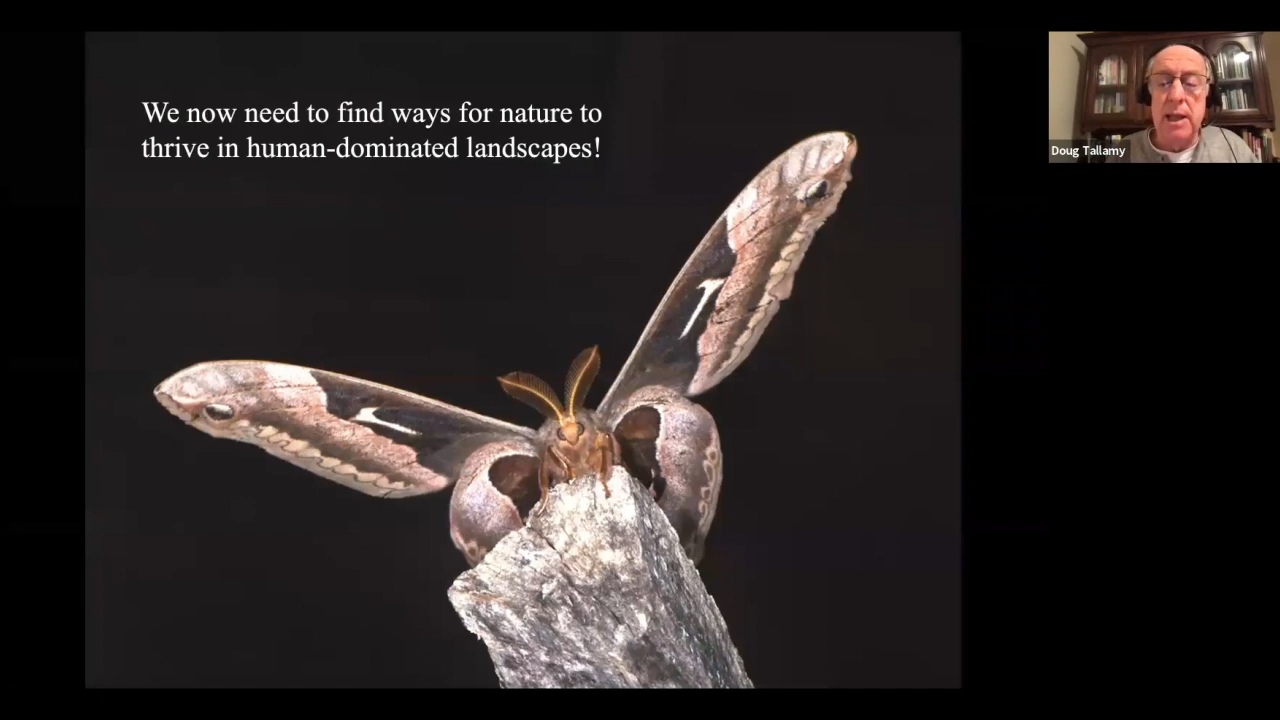 We now need to find ways for nature to
thrive in human-dominated landscapes!
Doug Tallamy